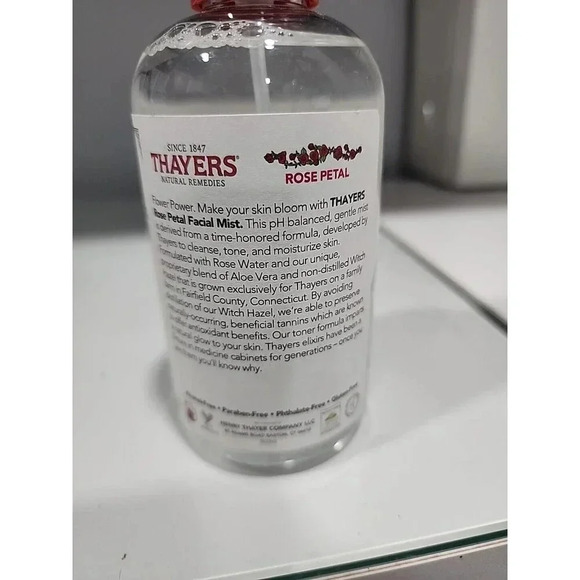 SINCE 1847
THAYERS
NATURAL REMEDIES
ROSE PETAL
Flower Power. Make your skin bloom with THAYERS
Rose Petal Facial Mist. This pH balanced, gentle mist
is derived from a time-honored formula, developed by
Thayers to cleanse, tone, and moisturize skin.
Formulated with Rose Water and our unique,
proprietary blend of Aloe Vera and non-distilled Witch
Hazel that is grown exclusively for Thayers on a family
farm in Fairfield County, Connecticut. By avoiding
distillation of our Witch Hazel, we're able to preserve
naturally-occurring, beneficial tannins which are known
antioxidant benefits. Our toner formula imparts
natural glow to your skin. Thayers elixirs have been a
in medicine cabinets for generations – once you
you'll know why.
• Paraben-Free • Phthalate-Free • Gluten-Free
HENRY THAYER COMPANY LLC